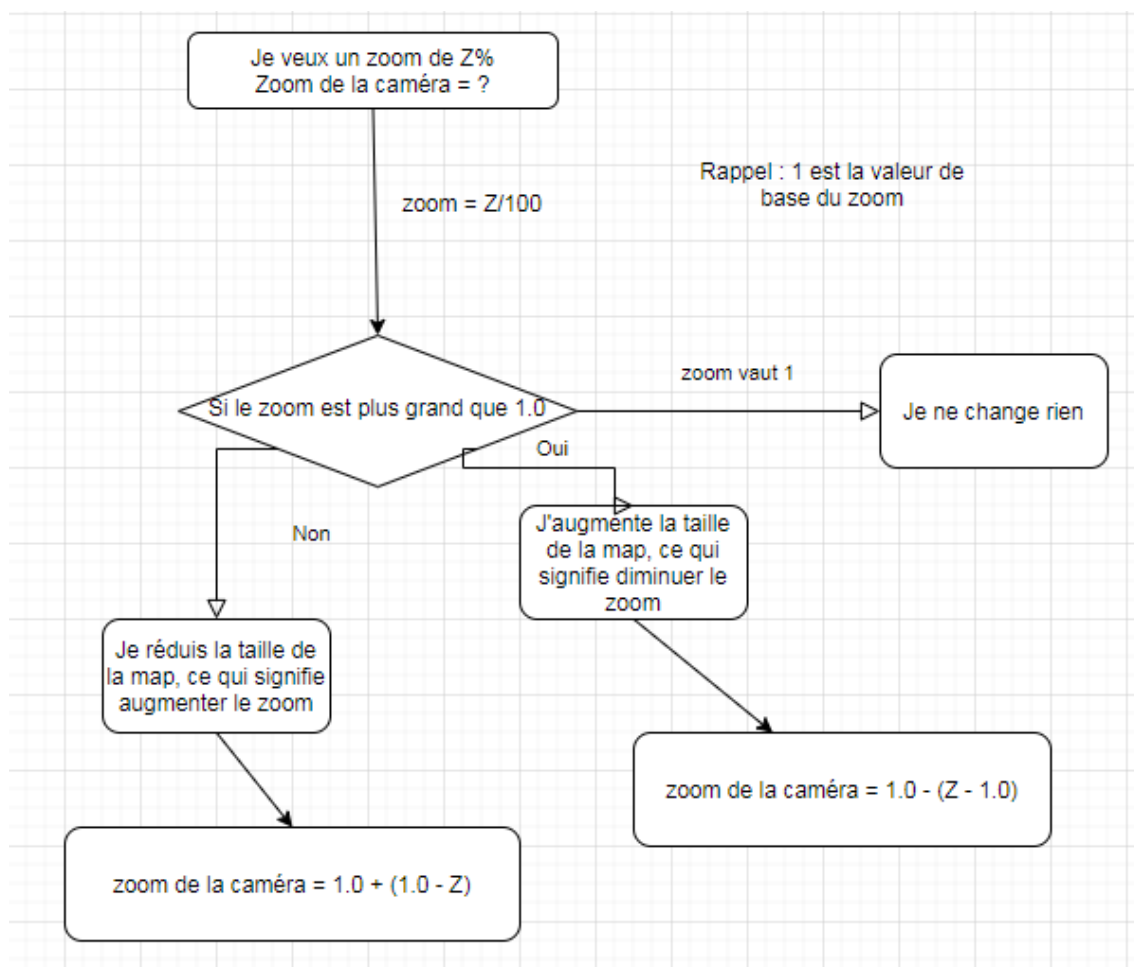 Je veux un zoom de Z%
Zoom de la caméra = ?
Rappel : 1 est la valeur de
base du zoom
zoom = Z/100
zoom vaut 1
Si le zoom est plus grand que 1.0
Je ne change rien
Oui
Non
J'augmente la taille
de la map, ce qui
signifie diminuer le
zoom
Je réduis la taille de
la map, ce qui signifie
augmenter le zoom
zoom de la caméra = 1.0 - (Z - 1.0)
zoom de la caméra = 1.0 + (1.0 - Z)